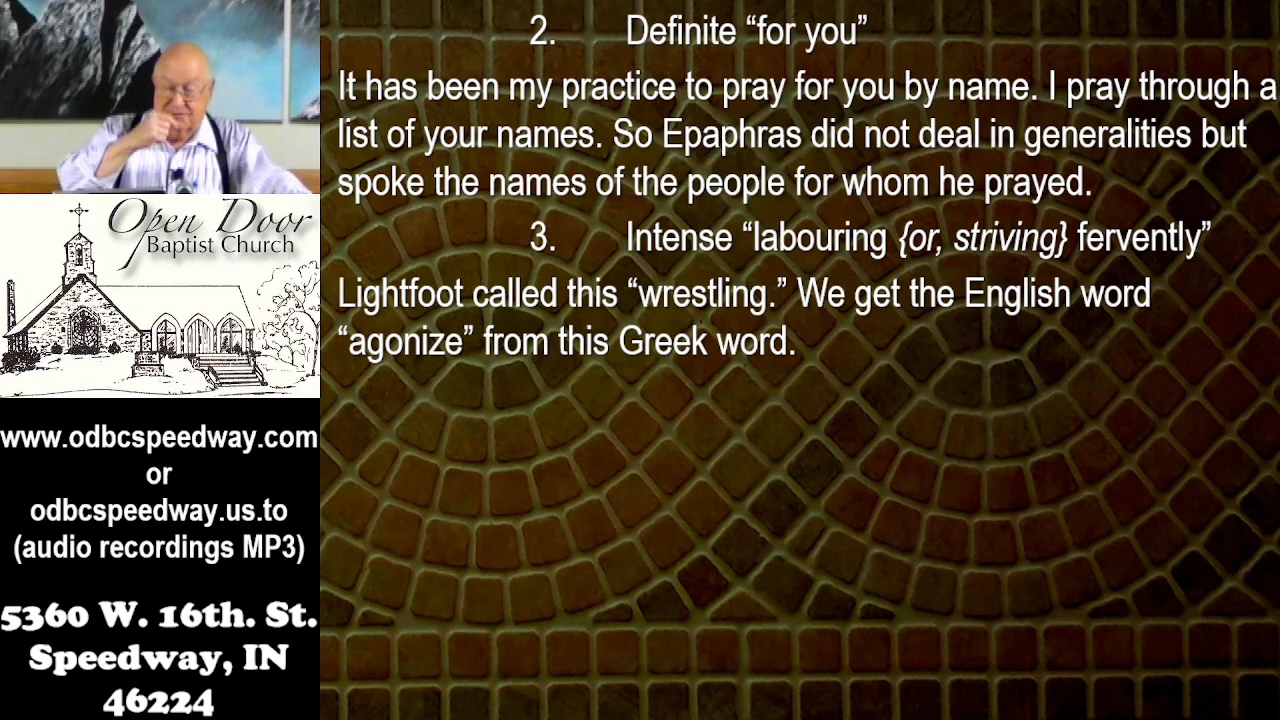 2. Definite “for you”
It has been my practice to pray for you by name. I pray through a
list of your names. So Epaphras did not deal in generalities but
spoke the names of the people for whom he prayed.
3. Intense “labouring {or, striving} fervently”
Lightfoot called this “wrestling.” We get the English word
“agonize” from this Greek word.
Open Door
Baptist Church
www.odbcspeedway.com
or
odbcspeedway.us.to
(audio recordings MP3)
5360 W. 16th. St.
Speedway, IN
46224